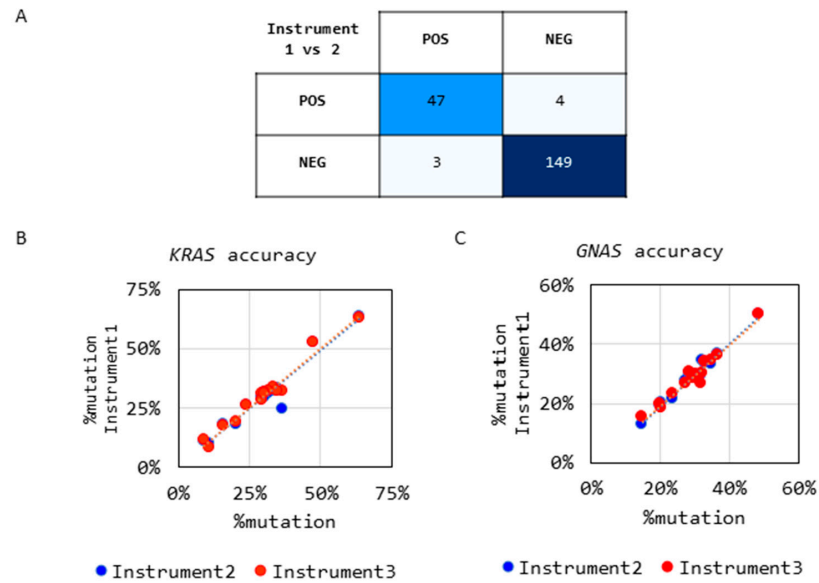 A
Instrument
1 vs 2
POS
NEG
POS
47
4
NEG
3
149
B
KRAS accuracy
75%
50%
25%
0%
%mutation
Instrument1
0%
25%
50%
75%
%mutation
Instrument2
Instrument3
C
GNAS accuracy
60%
40%
20%
0%
%mutation
Instrument1
0%
20%
40%
60%
%mutation
Instrument2
Instrument3